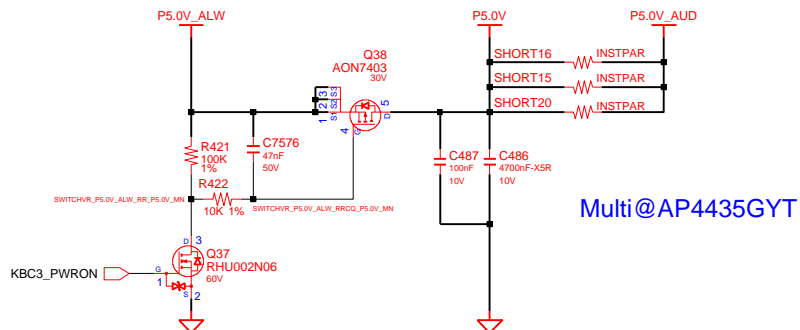 P5.0V_ALW
P5.0V
P5.0V_AUD
Q38
AON7403
30V
SHORT16
INSTPAR
SHORT15
INSTPAR
SHORT20
INSTPAR
3 S3
2 S2
1 S1
4 G
5 D
R421
100K
1%
C7576
47nF
50V
R422
10K 1%
SWITCHVR_P5.0V_ALW_RR_P5.0V_MN
SWITCHVR_P5.0V_ALW_RRCQ_P5.0V_MN
C487
100nF
10V
C486
4700nF-X5R
10V
Multi@AP4435GYT
D 3
Q37
RHU002N06
60V
KBC3_PWRON
G
1
S 2